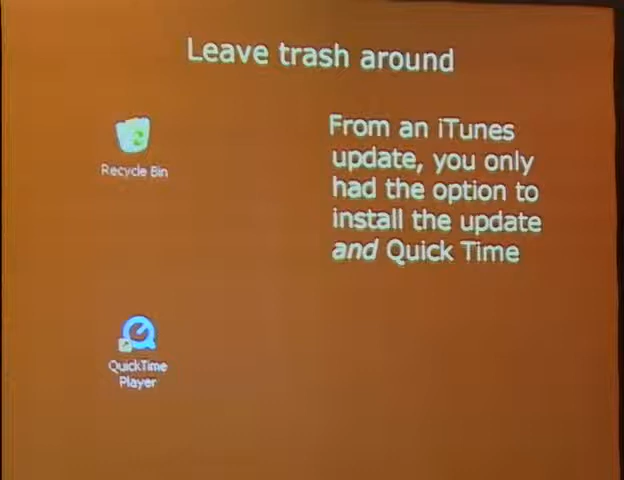 Leave trash around
From an iTunes
update, you only
had the option to
install the update
and Quick Time
Recycle Bin
QuickTime
Player